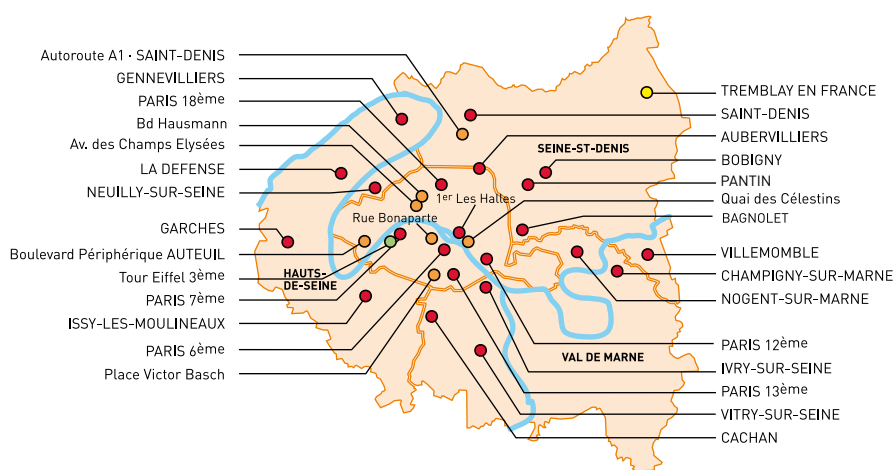 Autoroute A1 · SAINT-DENIS
GENNEVILLIERS
PARIS 18ème
Bd Hausmann
Av. des Champs Elysées
LA DEFENSE
NEUILLY-SUR-SEINE
GARCHES
Boulevard Périphérique AUTEUIL
Tour Eiffel 3ème
PARIS 7ème
ISSY-LES-MOULINEAUX
PARIS 6ème
Place Victor Basch
SEINE-ST-DENIS
1er Les Halles
Rue Bonaparte
HAUTS-
DE-SEINE
VAL DE MARNE
TREMBLAY EN FRANCE
SAINT-DENIS
AUBERVILLIERS
BOBIGNY
PANTIN
Quai des Célestins
BAGNOLET
VILLEMOMBLE
CHAMPIGNY-SUR-MARNE
NOGENT-SUR-MARNE
PARIS 12ème
IVRY-SUR-SEINE
PARIS 13ème
VITRY-SUR-SEINE
CACHAN